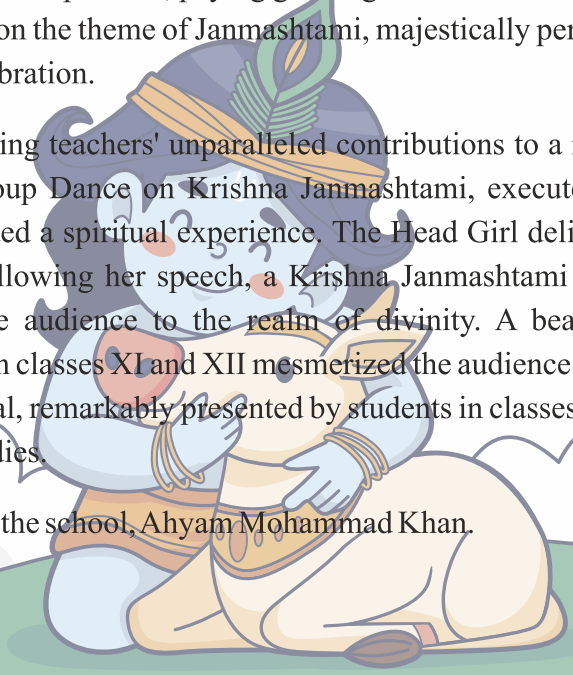 on the theme of Janmashtami, majestically per
bration.
ing teachers' unparalleled contributions to a
oup Dance on Krishna Janmashtami, execute
ed a spiritual experience. The Head Girl deli
llowing her speech, a Krishna Janmashtami
e audience to the realm of divinity. A bea
n classes XI and XII mesmerized the audience
al, remarkably presented by students in classes
dies.
the school, Ahyam Mohammad Khan.